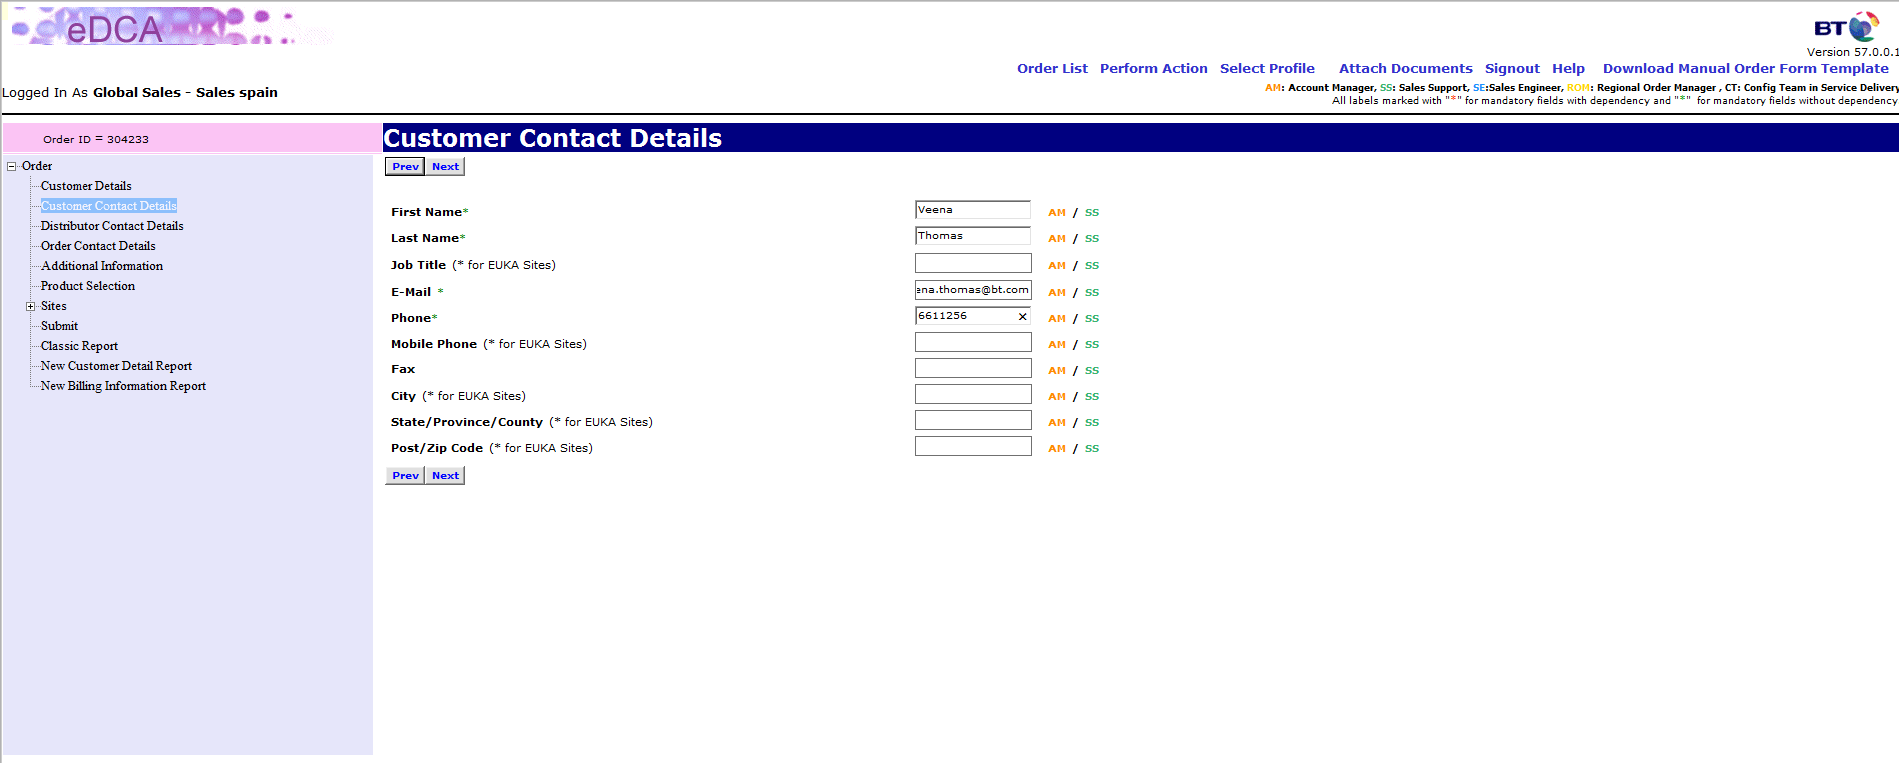 eDCA
BT
Version 57.0.0.1
Order List Perform Action Select Profile Attach Documents Signout Help Download Manual Order Form Template
Logged In As Global Sales - Sales spain
AM: Account Manager, SS: Sales Support, SE:Sales Engineer, ROM: Regional Order Manager , CT: Config Team in Service Delivery
All labels marked with "*" for mandatory fields with dependency and "*" for mandatory fields without dependency
Order ID = 304233
Order
Customer Details
Customer Contact Details
Distributor Contact Details
Order Contact Details
Additional Information
Product Selection
Sites
Submit
Classic Report
New Customer Detail Report
New Billing Information Report
Customer Contact Details
Prev Next
First Name* Veena AM / SS
Last Name* Thomas AM / SS
Job Title (* for EUKA Sites) AM / SS
E-Mail * ena.thomas@bt.com AM / SS
Phone* 6611256 AM / SS
Mobile Phone (* for EUKA Sites) AM / SS
Fax AM / SS
City (* for EUKA Sites) AM / SS
State/Province/County (* for EUKA Sites) AM / SS
Post/Zip Code (* for EUKA Sites) AM / SS
Prev Next